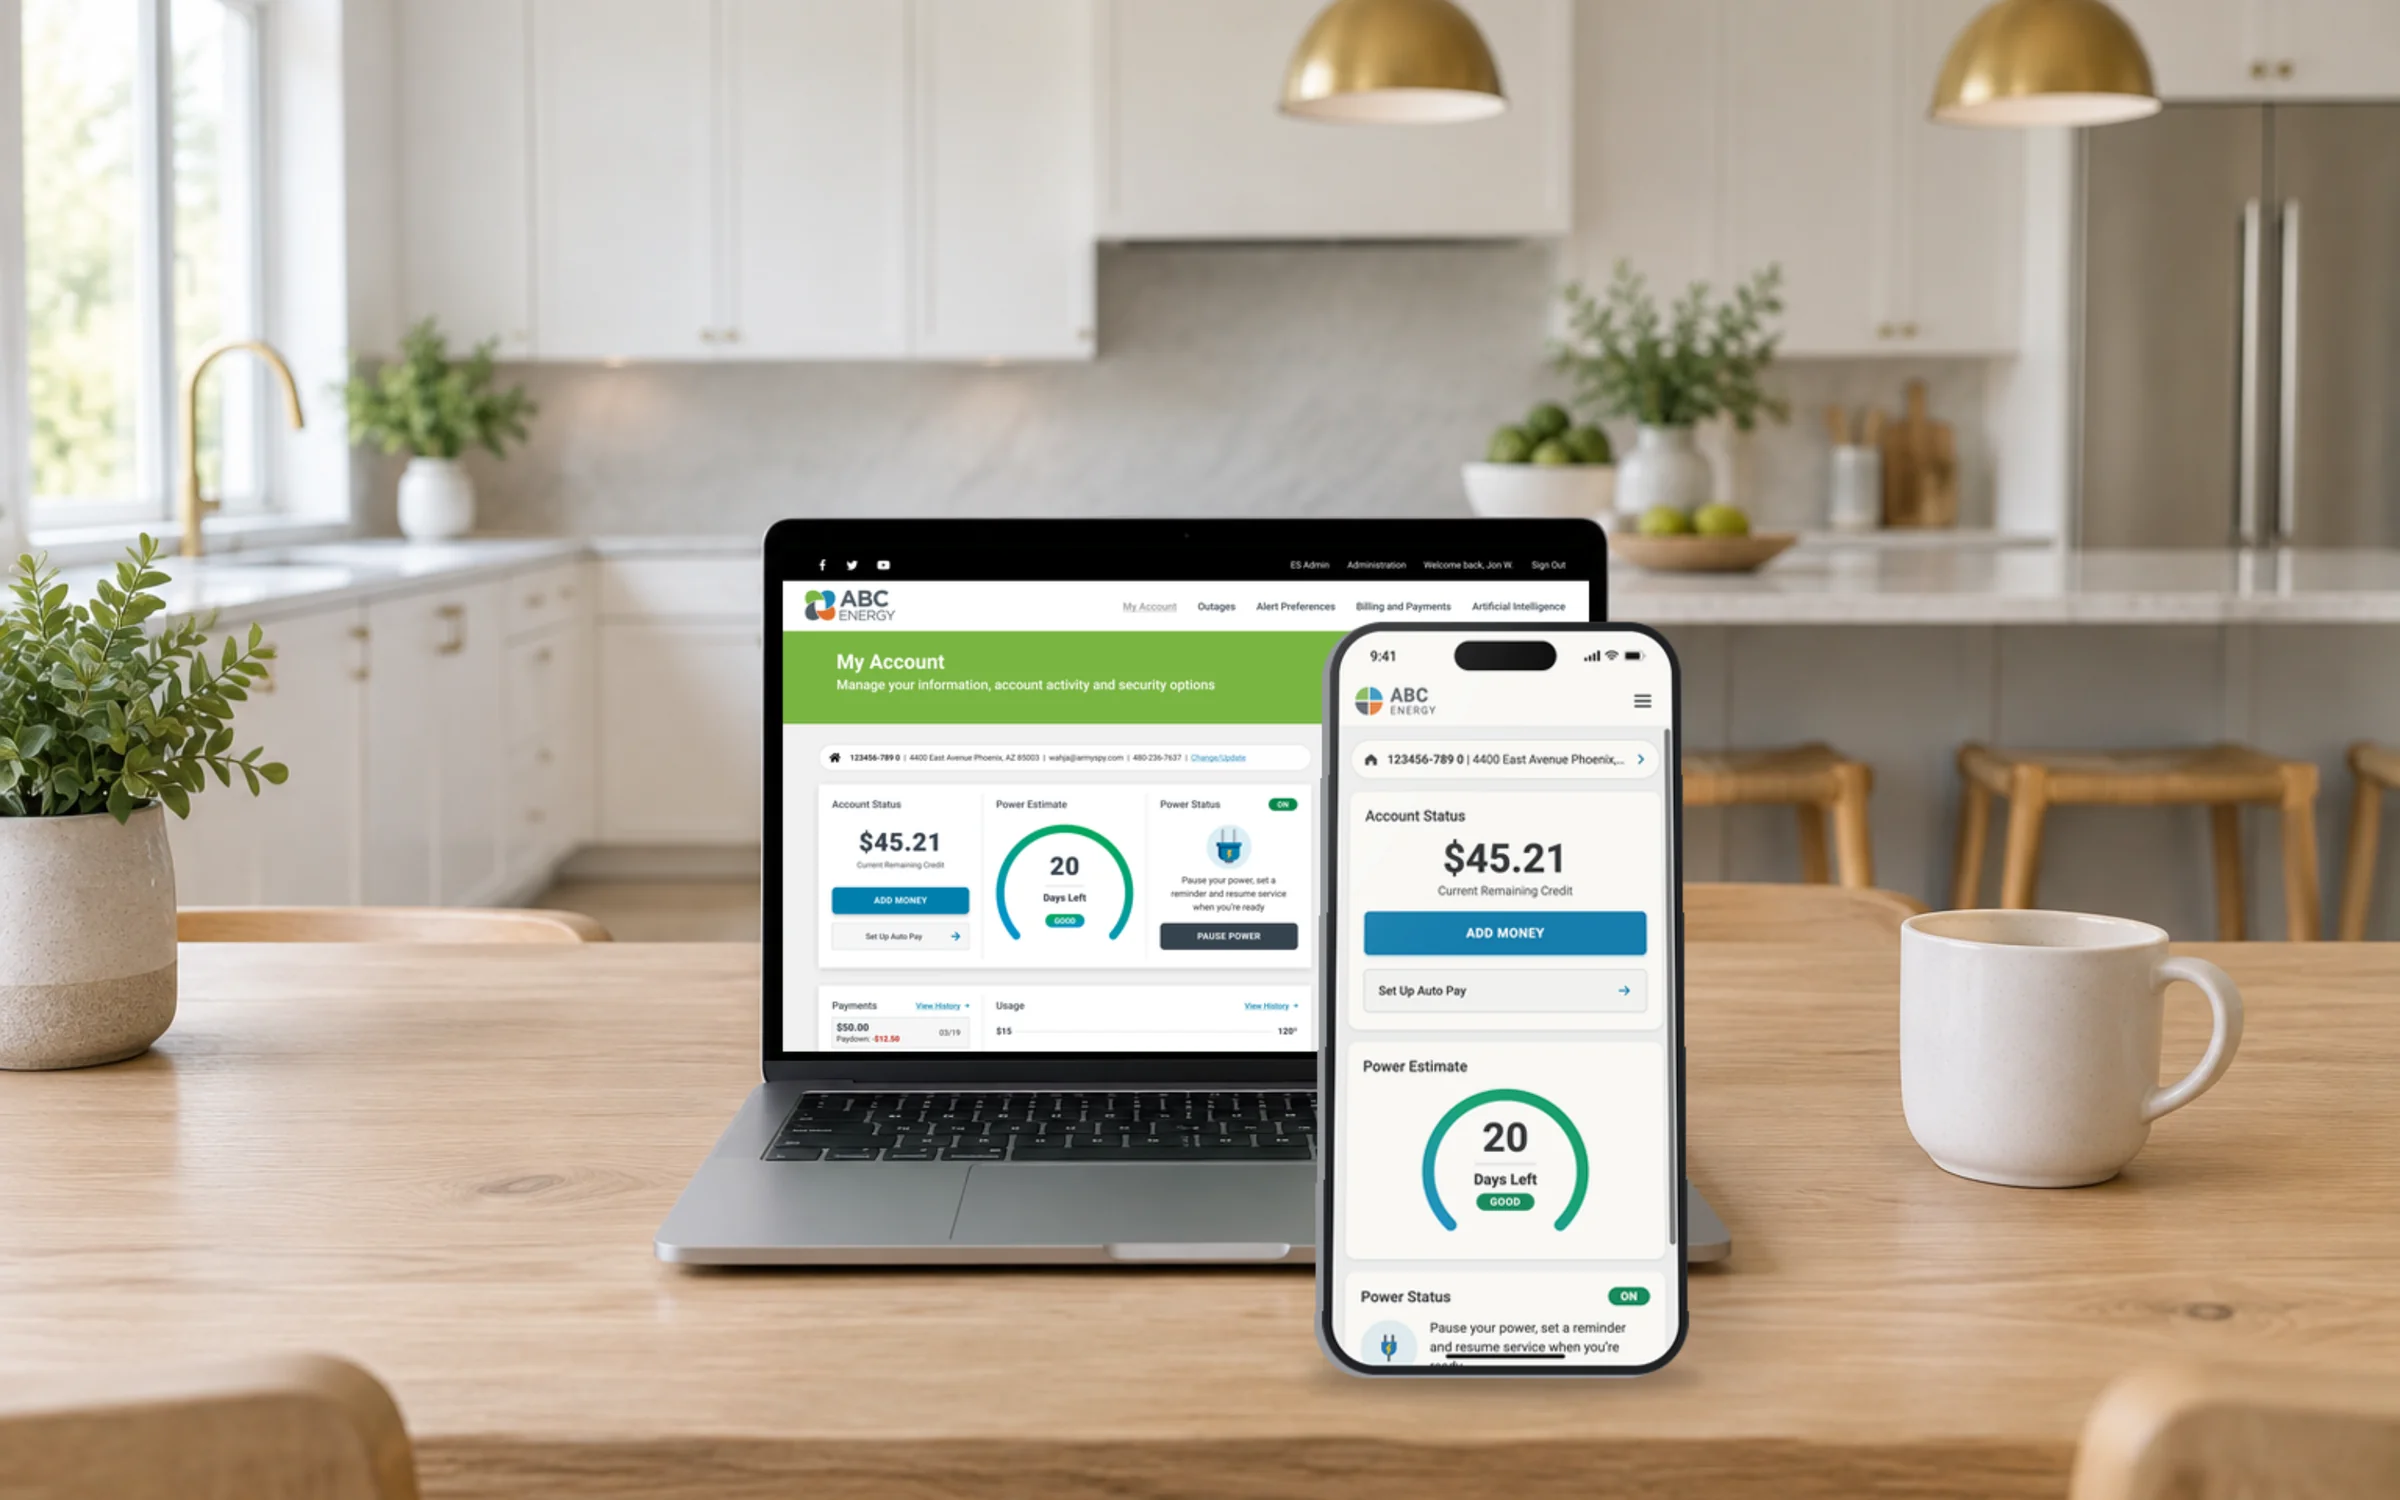 ES Admin Administration Welcome back, Jon W. Sign Out
ABC
ENERGY
My Account Outages Alert Preferences Billing and Payments Artificial Intelligence
My Account
Manage your information, account activity and security options
123456-789 0 | 4400 East Avenue Phoenix, AZ 85003 | wahja@armyspy.com | 480-236-7637 | Change/Update
Account Status
$45.21
Current Remaining Credit
ADD MONEY
Set Up Auto Pay
Power Estimate
20
Days Left
GOOD
Power Status ON
Pause your power, set a
reminder and resume service
when you're ready
PAUSE POWER
Payments View History
$50.00 03/19
Paydown: -$12.50
Usage View History
$15 120°
9:41
ABC
ENERGY
123456-789 0 | 4400 East Avenue Phoenix,...
Account Status
$45.21
Current Remaining Credit
ADD MONEY
Set Up Auto Pay
Power Estimate
20
Days Left
GOOD
Power Status ON
Pause your power, set a reminder
and resume service when you're